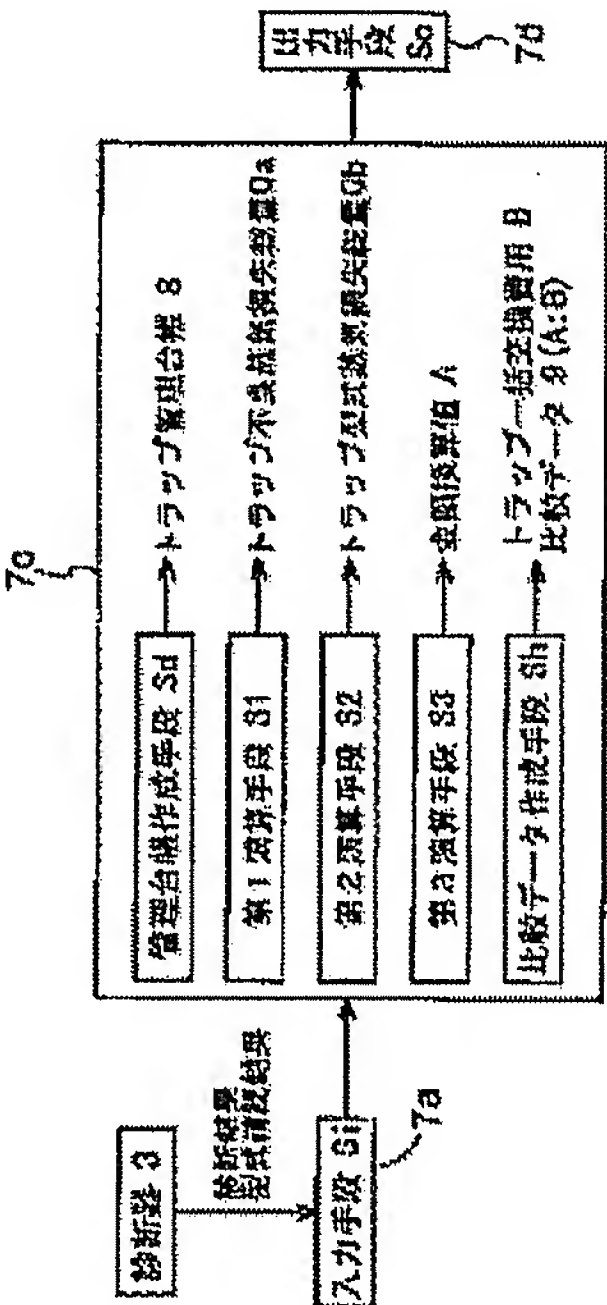 診断器 3
診断結果
型式情報結果
入力手段 Si
7a
7c
管理台帳作成手段 Sd
トラップ管理台帳 8
第1演算手段 S1
トラップ不良蒸気損失総量Qa
第2演算手段 S2
トラップ型式蒸気損失総量Qb
第3演算手段 S3
金額換算値 A
比較データ作成手段 Sh
トラップ一括交換費用 B
比較データ 9 (A:B)
出力手段 So
7d